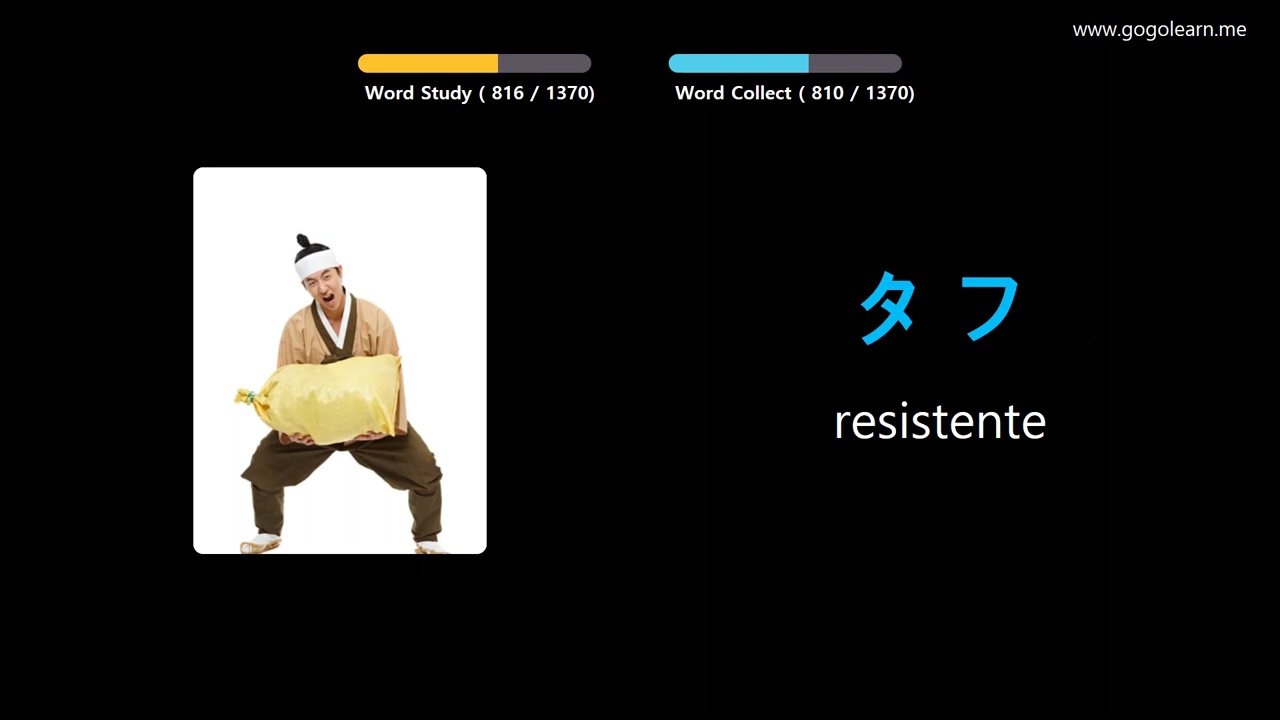 www.gogolearn.me
Word Study ( 816 / 1370)
Word Collect ( 810 / 1370)
タフ
resistente